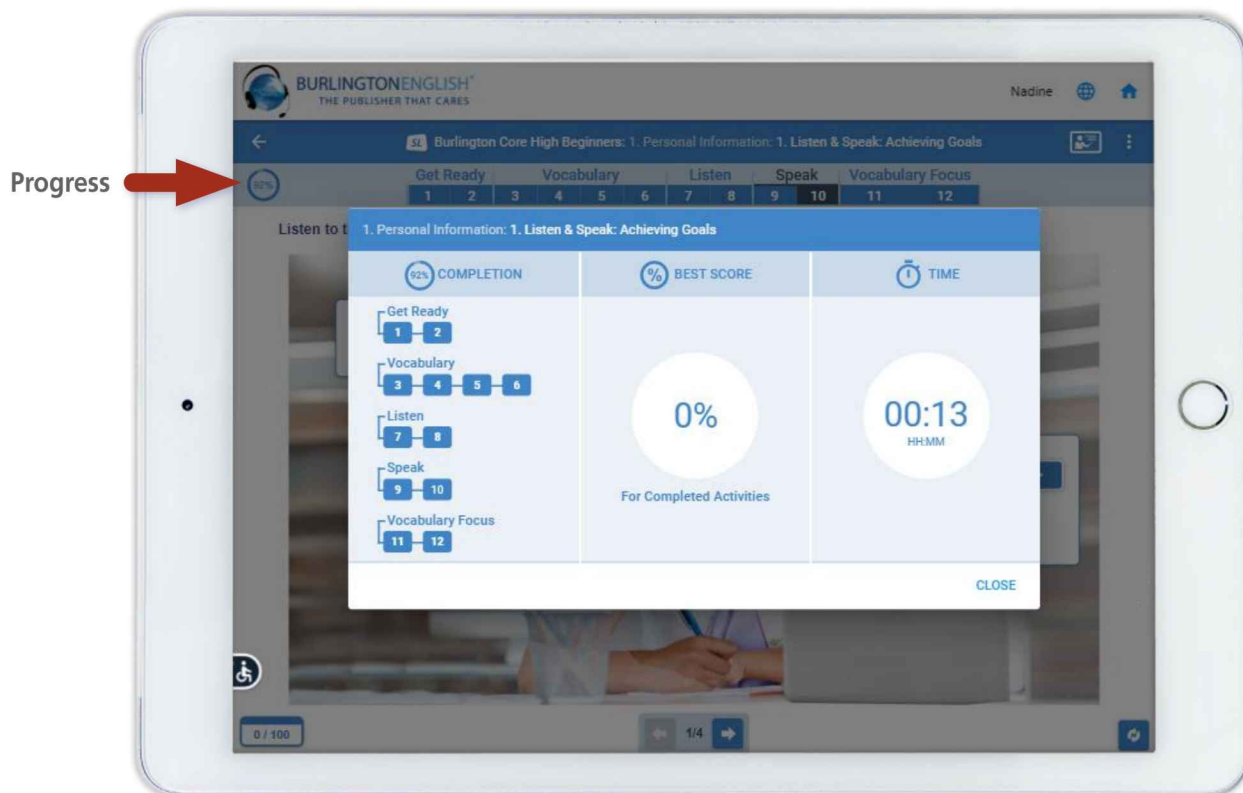 BURLINGTONENGLISH®
THE PUBLISHER THAT CARES
Nadine
SL Burlington Core High Beginners: 1. Personal Information: 1. Listen & Speak: Achieving Goals
Progress
92%
Get Ready Vocabulary Listen Speak Vocabulary Focus
1 2 3 4 5 6 7 8 9 10 11 12
Listen to t
1. Personal Information: 1. Listen & Speak: Achieving Goals
92% COMPLETION
% BEST SCORE
TIME
Get Ready
1 2
Vocabulary
3 4 5 6
Listen
7 8
Speak
9 10
Vocabulary Focus
11 12
0%
For Completed Activities
00:13
HH:MM
CLOSE
0 / 100
1/4